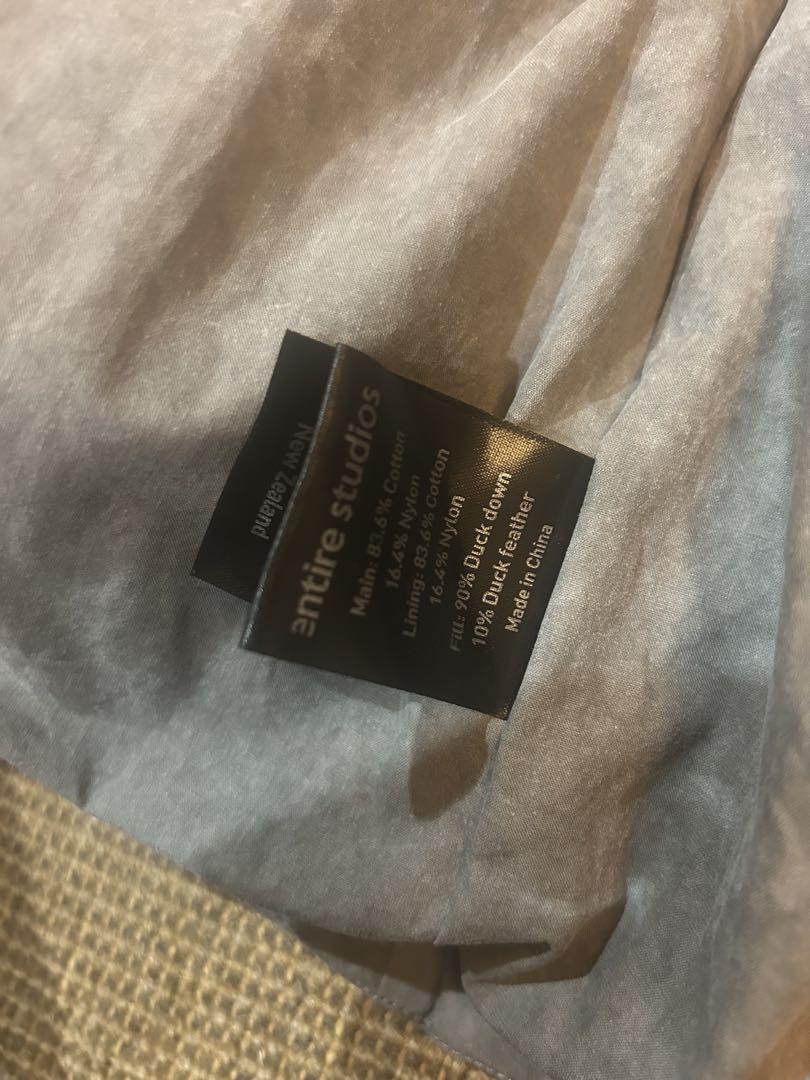 entire studios
Main: 83.6% Cotton
16.4% Nylon
Lining: 83.6% Cotton
16.4% Nylon
Fill: 90% Duck down
10% Duck feather
Made in China
New Zealand